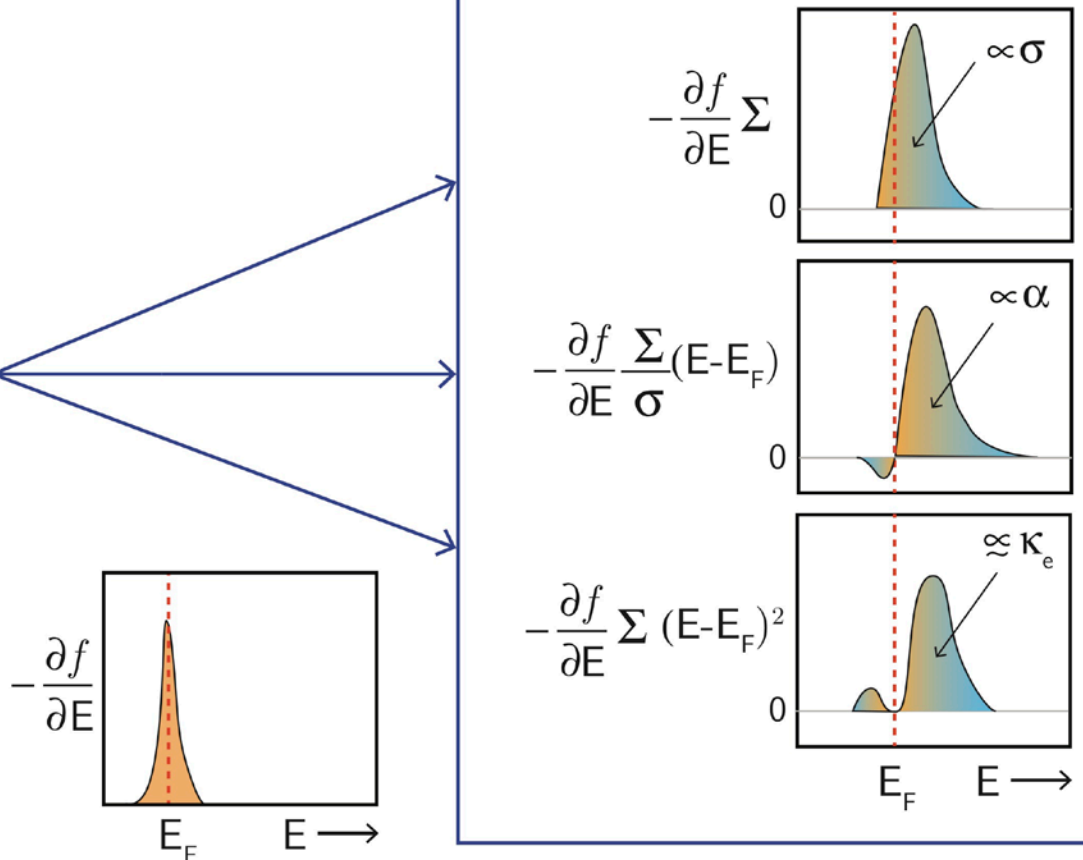 −∂f/∂E Σ
∝σ
0
−∂f/∂E Σ/σ (E-E_F)
∝α
0
−∂f/∂E Σ (E-E_F)²
∝̰ κ_e
0
E_F E →
−∂f/∂E
E_F E →